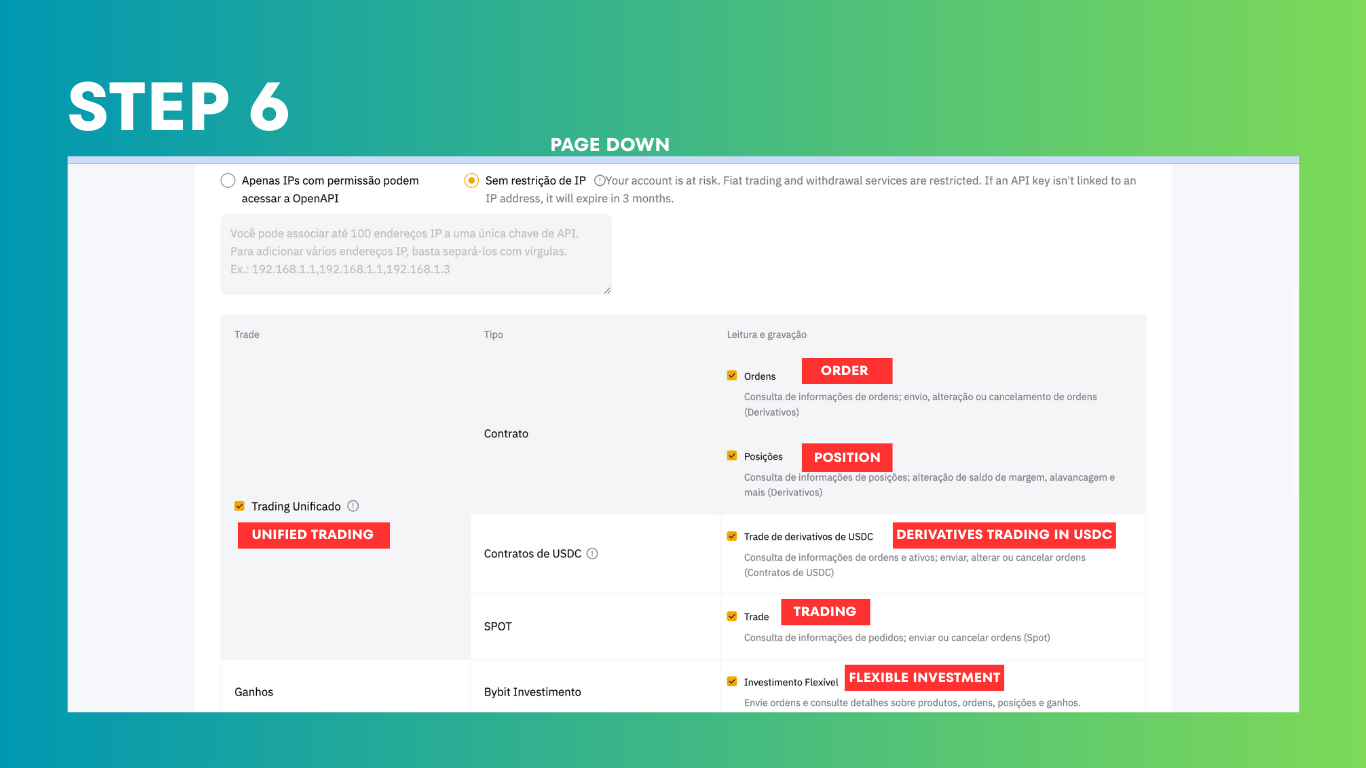 STEP 6
PAGE DOWN
Apenas IPs com permissão podem
acessar a OpenAPI
Sem restrição de IP
Your account is at risk. Fiat trading and withdrawal services are restricted. If an API key isn't linked to an
IP address, it will expire in 3 months.
Você pode associar até 100 endereços IP a uma única chave de API.
Para adicionar vários endereços IP, basta separá-los com vírgulas.
Ex.: 192.168.1.1,192.168.1.1,192.168.1.3
Trade Tipo Leitura e gravação
Ordens ORDER
Consulta de informações de ordens; envio, alteração ou cancelamento de ordens
(Derivativos)
Contrato
Posições POSITION
Consulta de informações de posições; alteração de saldo de margem, alavancagem e
mais (Derivativos)
Trading Unificado
UNIFIED TRADING
Contratos de USDC
Trade de derivativos de USDC DERIVATIVES TRADING IN USDC
Consulta de informações de ordens e ativos; enviar, alterar ou cancelar ordens
(Contratos de USDC)
SPOT
Trade TRADING
Consulta de informações de pedidos; enviar ou cancelar ordens (Spot)
Ganhos
Bybit Investimento
Investimento Flexível FLEXIBLE INVESTMENT
Envie ordens e consulte detalhes sobre produtos, ordens, posições e ganhos.